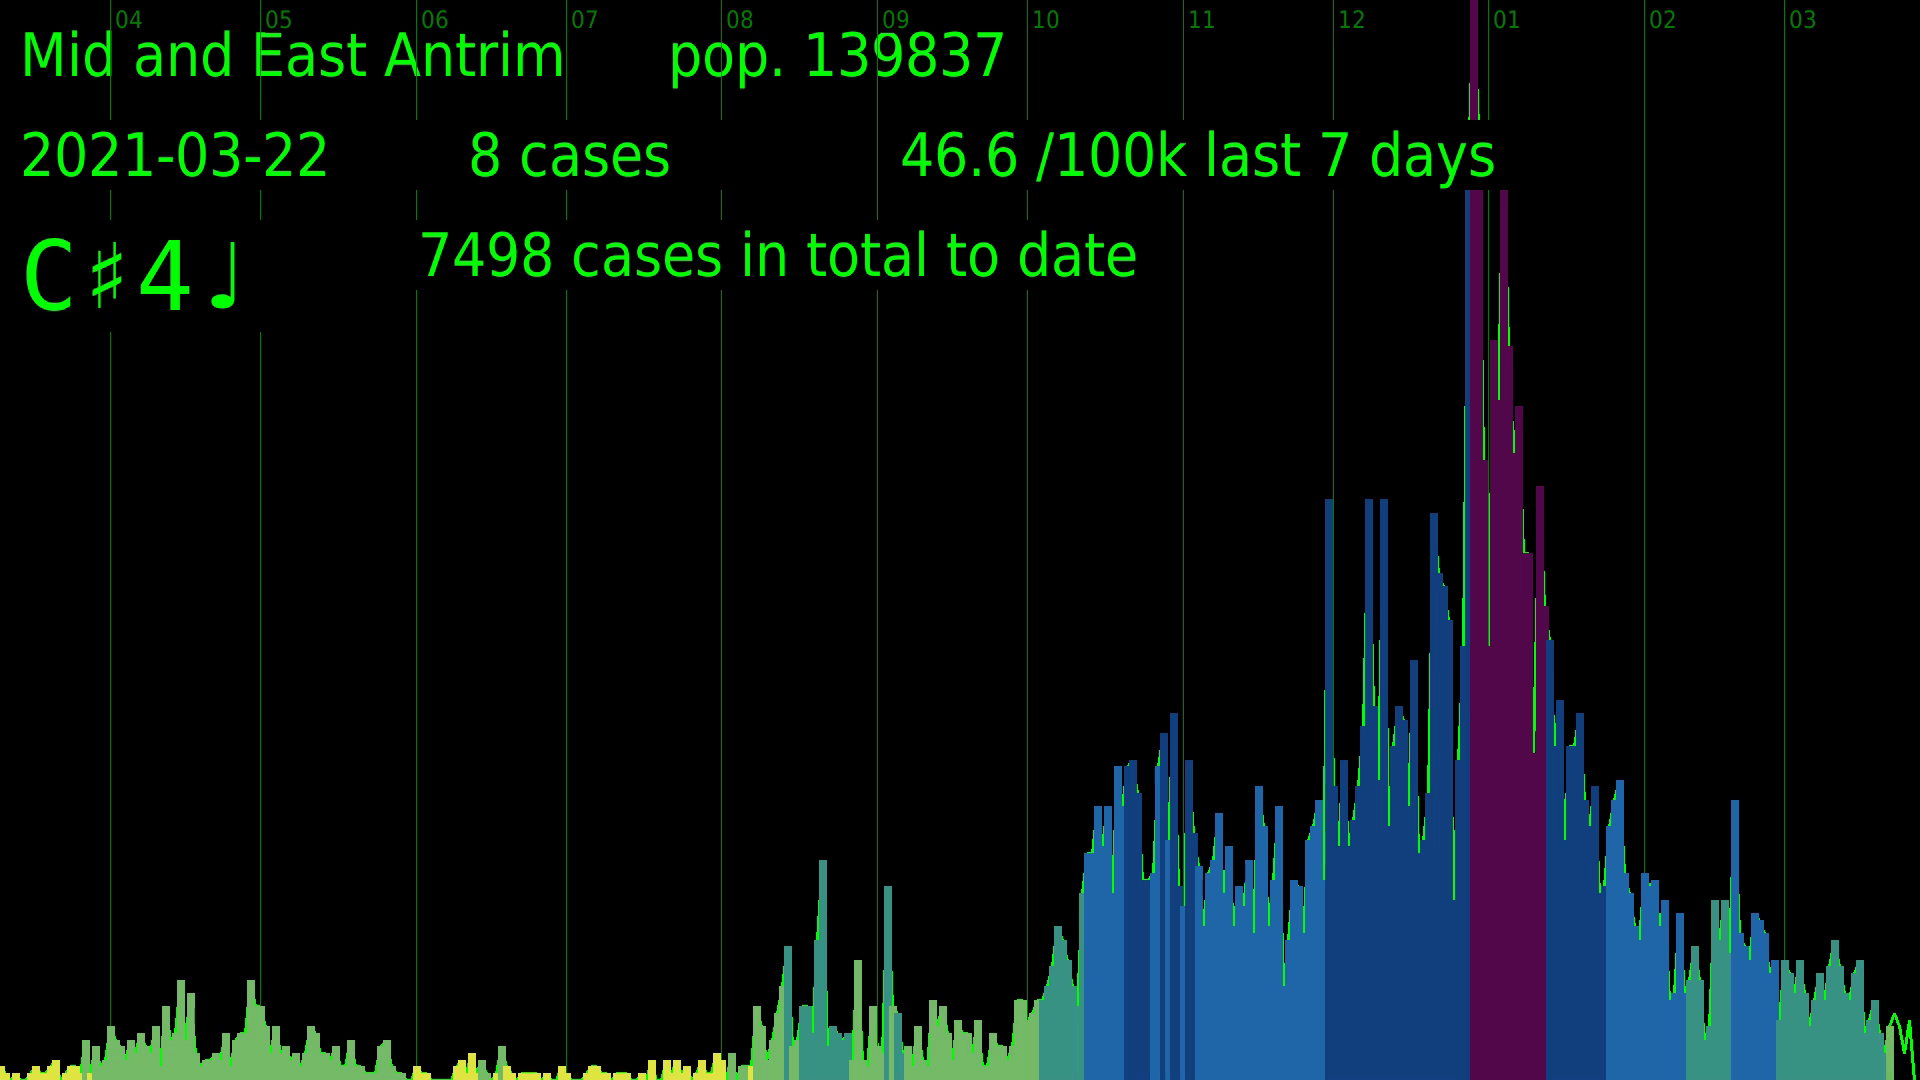 04 05 06 07 08 09 10 11 12 01 02 03
Mid and East Antrim pop. 139837
2021-03-22 8 cases 46.6 /100k last 7 days
C♯4♩ 7498 cases in total to date